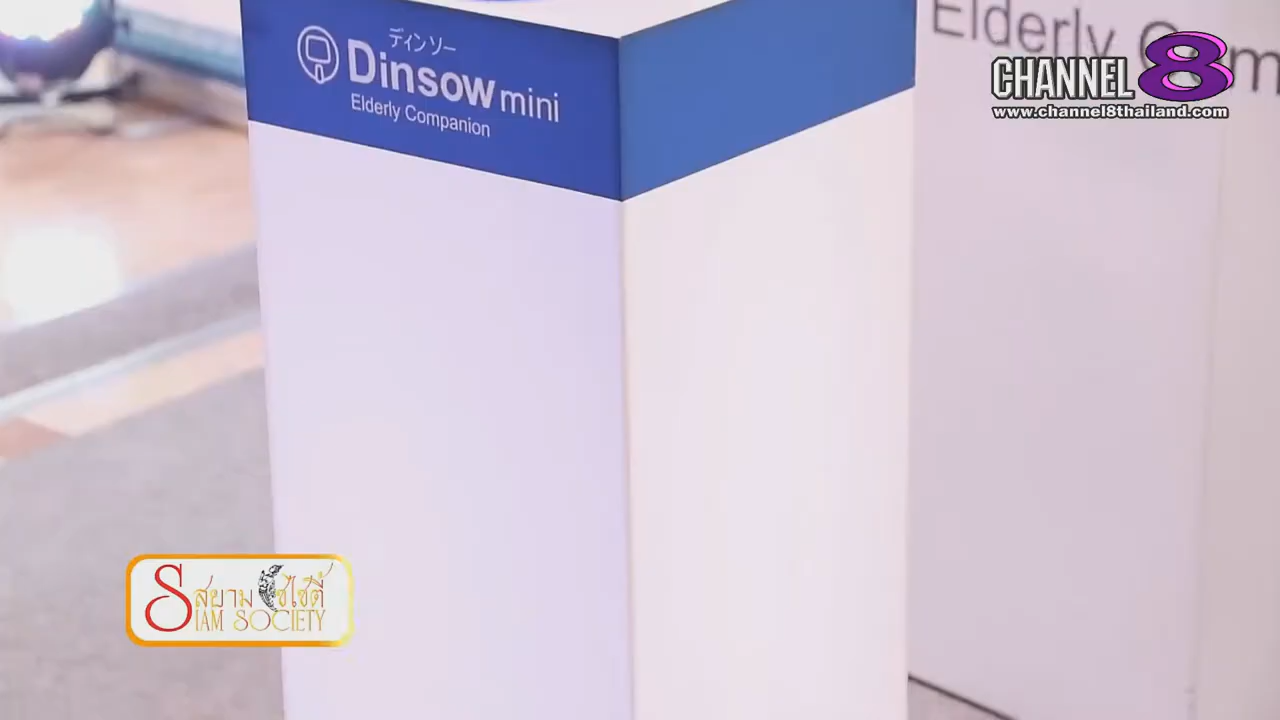 ディンソー
Dinsow mini
Elderly Companion
Elderly Com
CHANNEL 8
www.channel8thailand.com
สยามโซไซตี้
SIAM SOCIETY